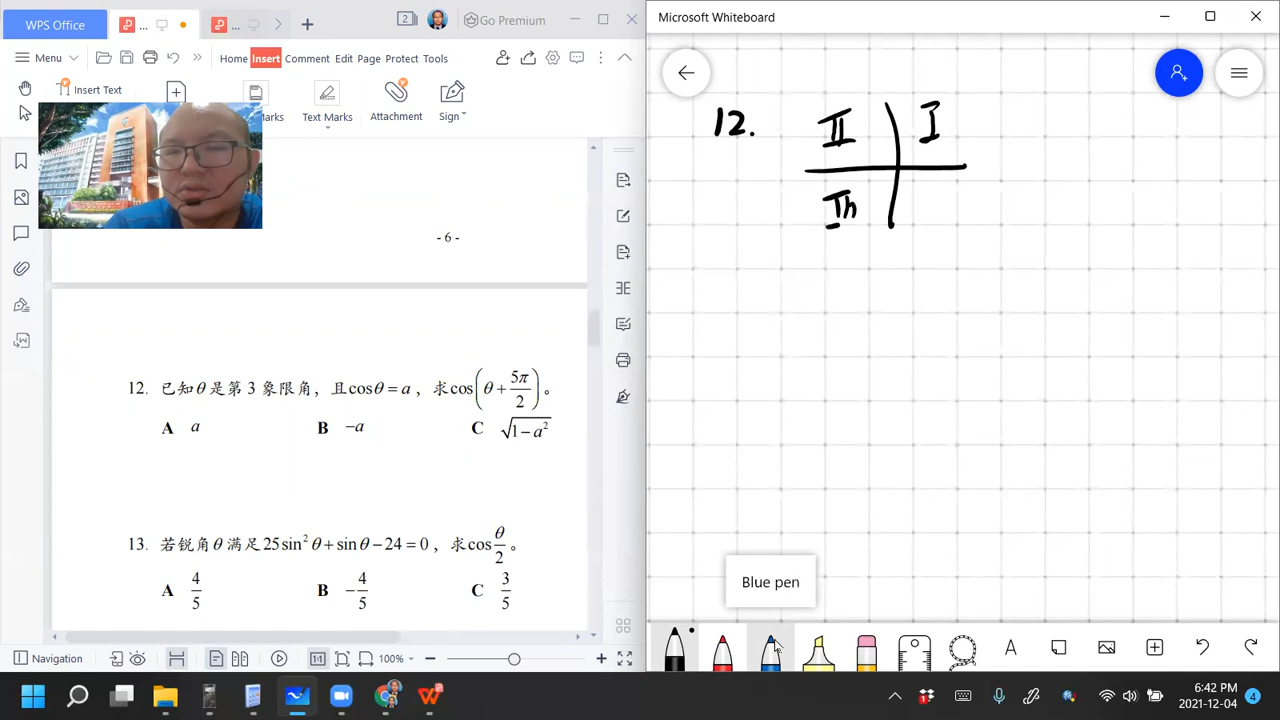 WPS Office
2
Go Premium
Microsoft Whiteboard
Menu
Home Insert Comment Edit Page Protect Tools
Insert Text
Text Marks
Attachment
Sign
- 6 -
12. 已知θ是第 3 象限角，且cosθ = a，求cos(θ + 5π/2)。
A a
B −a
C √(1 − a²)
13. 若锐角θ满足25sin²θ + sinθ − 24 = 0，求cos θ/2。
A 4/5
B −4/5
C 3/5
Navigation
100%
12.
II I
III
Blue pen
6:42 PM
2021-12-04
4